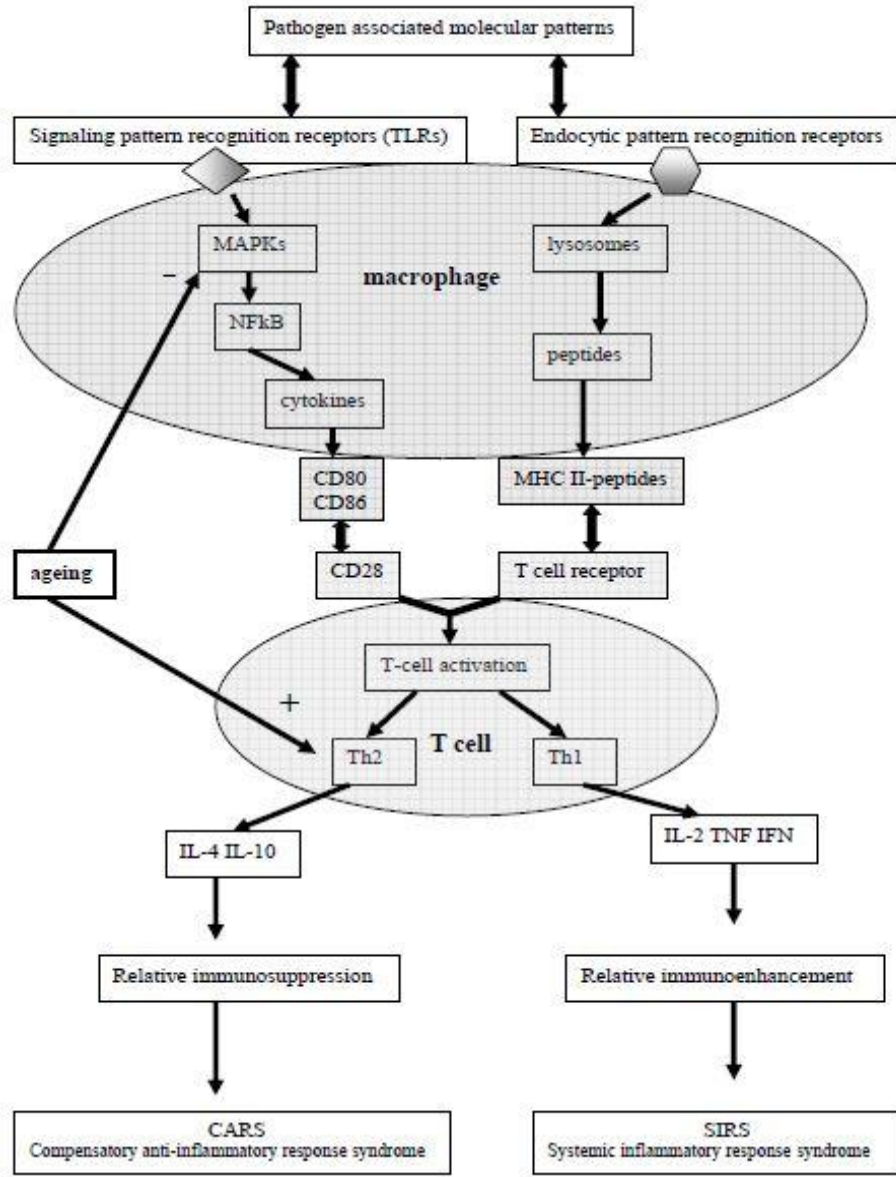 Pathogen associated molecular patterns
Signaling pattern recognition receptors (TLRs)
Endocytic pattern recognition receptors
MAPKs
lysosomes
–
macrophage
NFkB
peptides
cytokines
CD80
CD86
MHC II-peptides
ageing
CD28
T cell receptor
T-cell activation
+
T cell
Th2
Th1
IL-4 IL-10
IL-2 TNF IFN
Relative immunosuppression
Relative immunoenhancement
CARS
Compensatory anti-inflammatory response syndrome
SIRS
Systemic inflammatory response syndrome